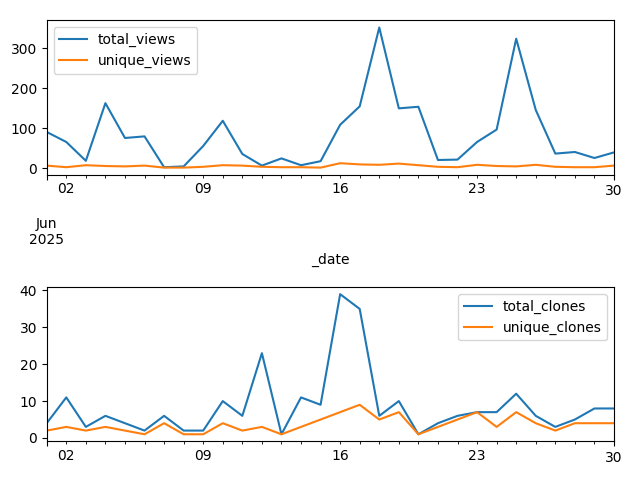 total_views
unique_views
300
200
100
0
02 09 16 23 30
Jun
2025
_date
40
30
20
10
0
total_clones
unique_clones
02 09 16 23 30